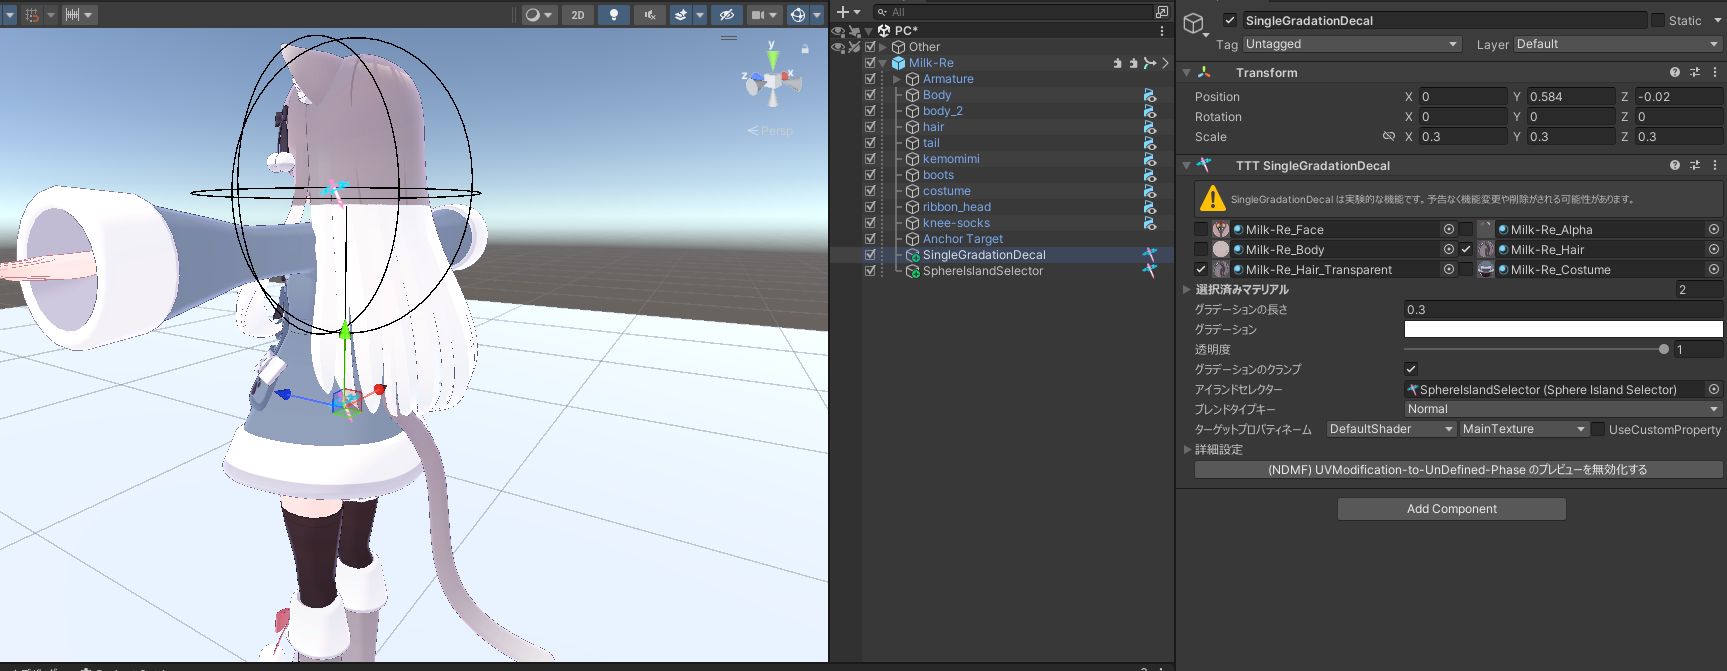 2D
y
z
x
Persp
All
PC*
Other
Milk-Re
Armature
Body
body_2
hair
tail
kemomimi
boots
costume
ribbon_head
knee-socks
Anchor Target
SingleGradationDecal
SphereIslandSelector
SingleGradationDecal
Static
Tag Untagged
Layer Default
Transform
Position X 0 Y 0.584 Z -0.02
Rotation X 0 Y 0 Z 0
Scale X 0.3 Y 0.3 Z 0.3
TTT SingleGradationDecal
SingleGradationDecal は実験的な機能です。予告なく機能変更や削除がされる可能性があります。
Milk-Re_Face Milk-Re_Alpha
Milk-Re_Body Milk-Re_Hair
Milk-Re_Hair_Transparent Milk-Re_Costume
選択済みマテリアル 2
グラデーションの長さ 0.3
グラデーション
透明度 1
グラデーションのクランプ
アイランドセレクター SphereIslandSelector (Sphere Island Selector)
ブレンドタイプキー Normal
ターゲットプロパティネーム DefaultShader MainTexture UseCustomProperty
詳細設定
(NDMF) UVModification-to-UnDefined-Phase のプレビューを無効化する
Add Component